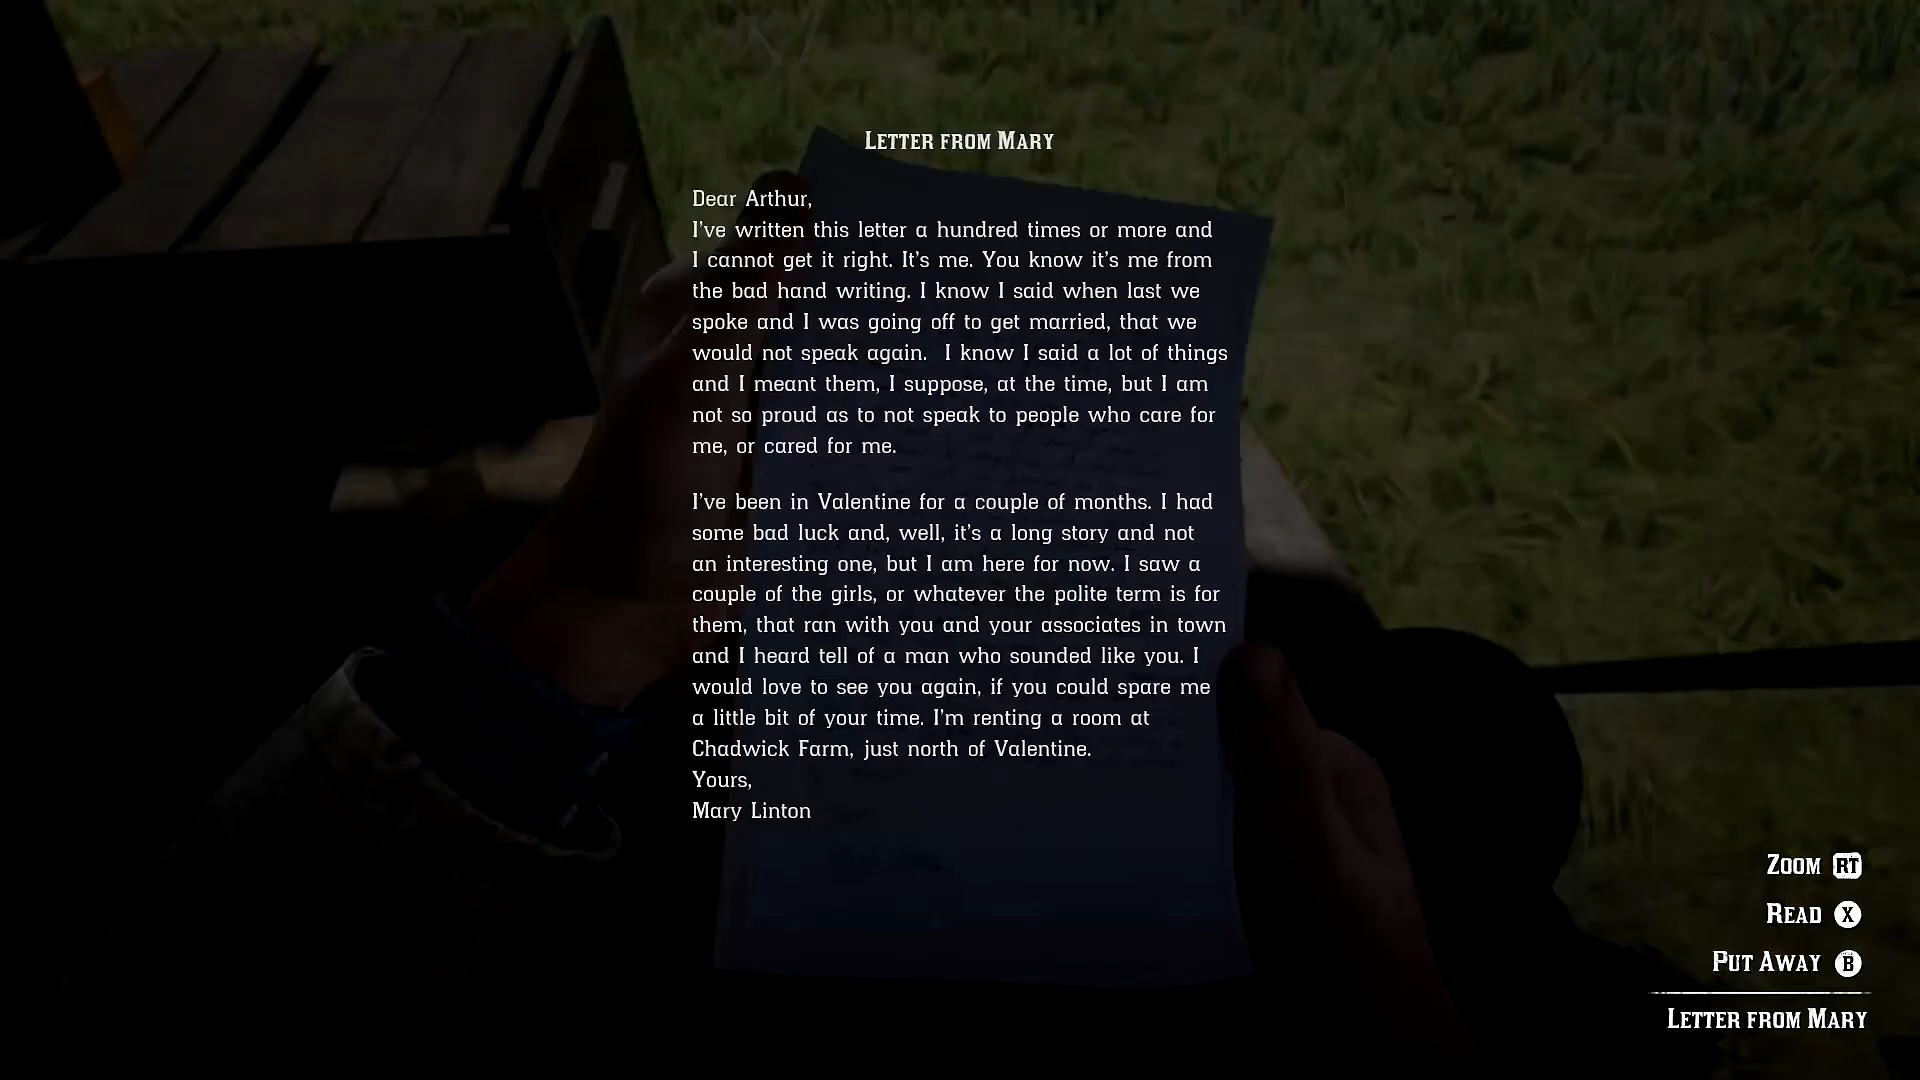 Letter from Mary
Dear Arthur,
I've written this letter a hundred times or more and
I cannot get it right. It's me. You know it's me from
the bad hand writing. I know I said when last we
spoke and I was going off to get married, that we
would not speak again.  I know I said a lot of things
and I meant them, I suppose, at the time, but I am
not so proud as to not speak to people who care for
me, or cared for me.
I've been in Valentine for a couple of months. I had
some bad luck and, well, it's a long story and not
an interesting one, but I am here for now. I saw a
couple of the girls, or whatever the polite term is for
them, that ran with you and your associates in town
and I heard tell of a man who sounded like you. I
would love to see you again, if you could spare me
a little bit of your time. I'm renting a room at
Chadwick Farm, just north of Valentine.
Yours,
Mary Linton
Zoom RT
Read X
Put Away B
Letter from Mary